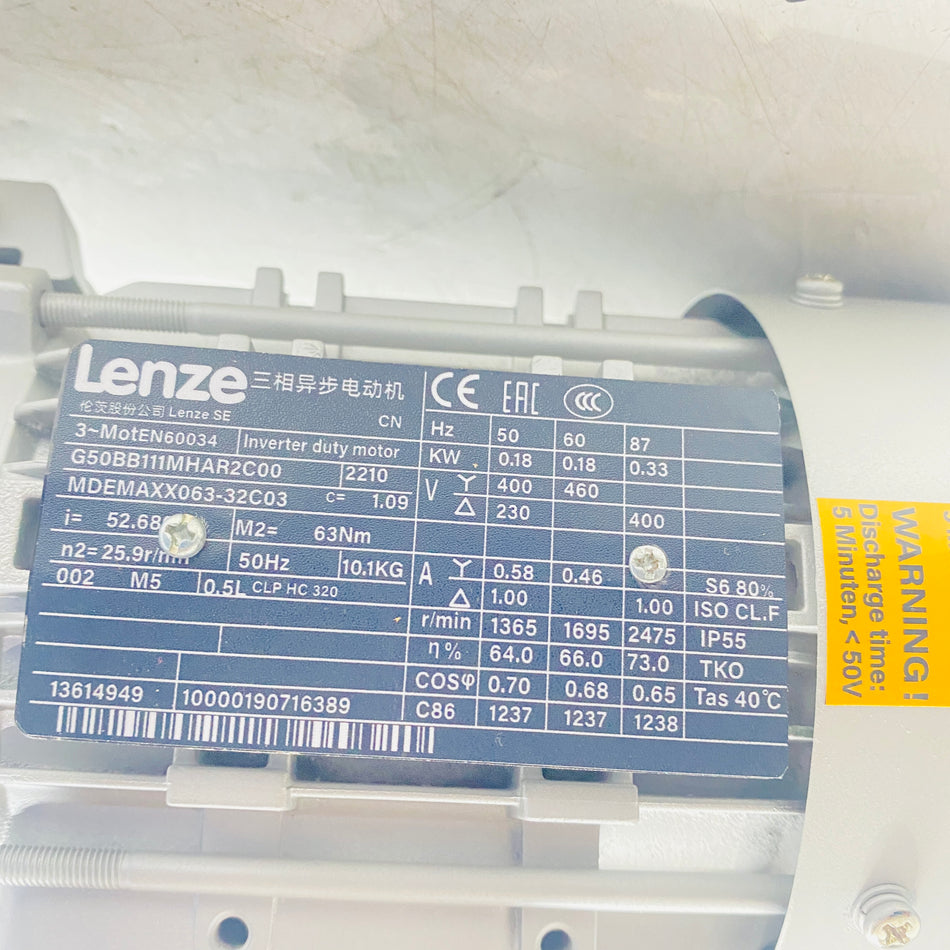 Lenze 三相异步电动机
伦茨股份公司 Lenze SE CN
3~MotEN60034 Inverter duty motor
G50BB111MHAR2C00 2210
MDEMAXX063-32C03 C= 1.09
i= 52.68 M2= 63Nm
n2= 25.9r/min 50Hz 10.1KG
002 M5 0.5L CLP HC 320
13614949 10000190716389
CE EAC CCC
Hz 50 60 87
KW 0.18 0.18 0.33
V Y 400 460
△ 230 400
A Y 0.58 0.46 S6 80%
△ 1.00 1.00 ISO CL.F
r/min 1365 1695 2475 IP55
η % 64.0 66.0 73.0 TKO
COSφ 0.70 0.68 0.65 Tas 40°C
C86 1237 1237 1238
WARNING!
Discharge time:
5 Minuten, < 50V